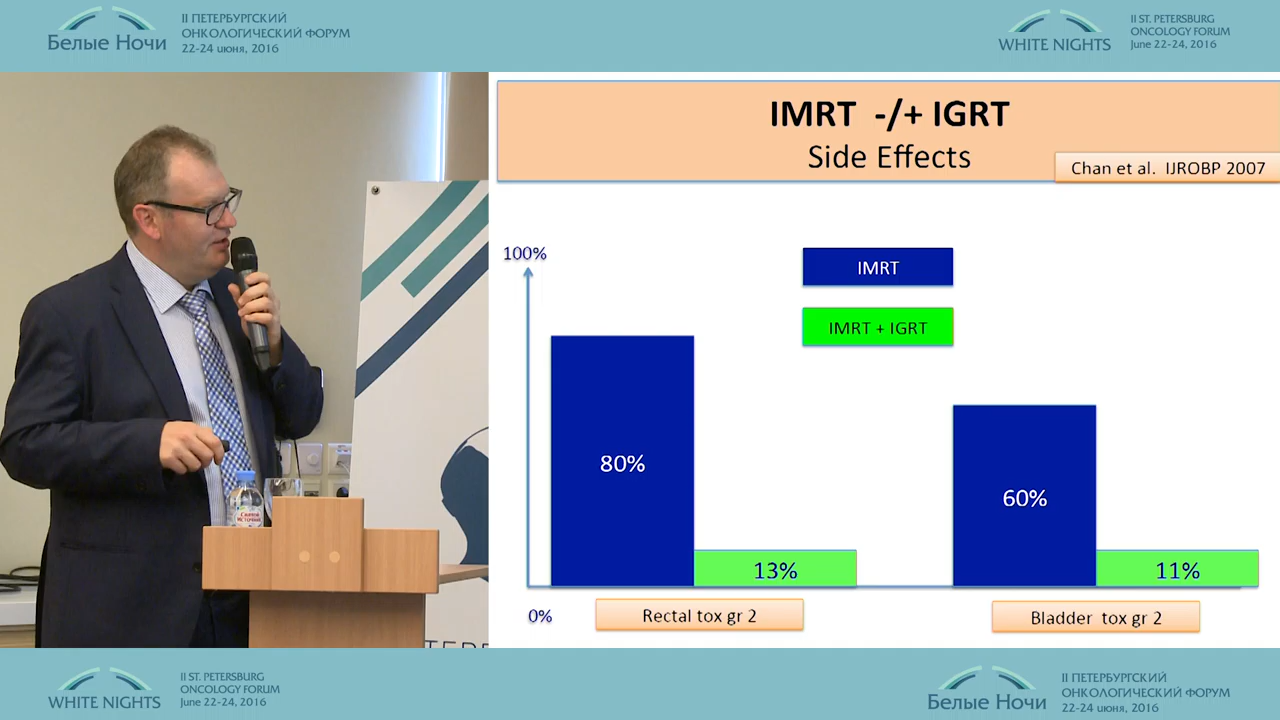 Белые Ночи
II ПЕТЕРБУРГСКИЙ
ОНКОЛОГИЧЕСКИЙ ФОРУМ
22-24 июня, 2016
WHITE NIGHTS
II ST. PETERSBURG
ONCOLOGY FORUM
June 22-24, 2016
IMRT -/+ IGRT
Side Effects
Chan et al. IJROBP 2007
100%
IMRT
IMRT + IGRT
80%
13%
60%
11%
0%
Rectal tox gr 2
Bladder tox gr 2
Святой
Источник
WHITE NIGHTS
II ST. PETERSBURG
ONCOLOGY FORUM
June 22-24, 2016
Белые Ночи
II ПЕТЕРБУРГСКИЙ
ОНКОЛОГИЧЕСКИЙ ФОРУМ
22-24 июня, 2016